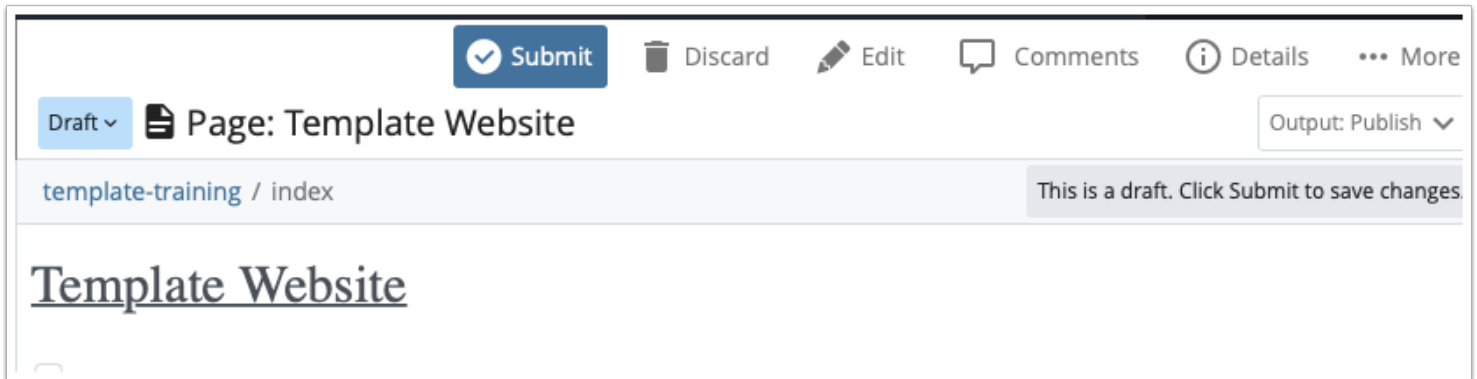 Submit Discard Edit Comments Details ••• More
Draft Page: Template Website Output: Publish
template-training / index This is a draft. Click Submit to save changes.
Template Website